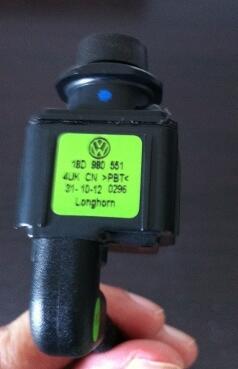 18D 980 551
4UK CN >PBT<
31-10-12 0296
Longhorn